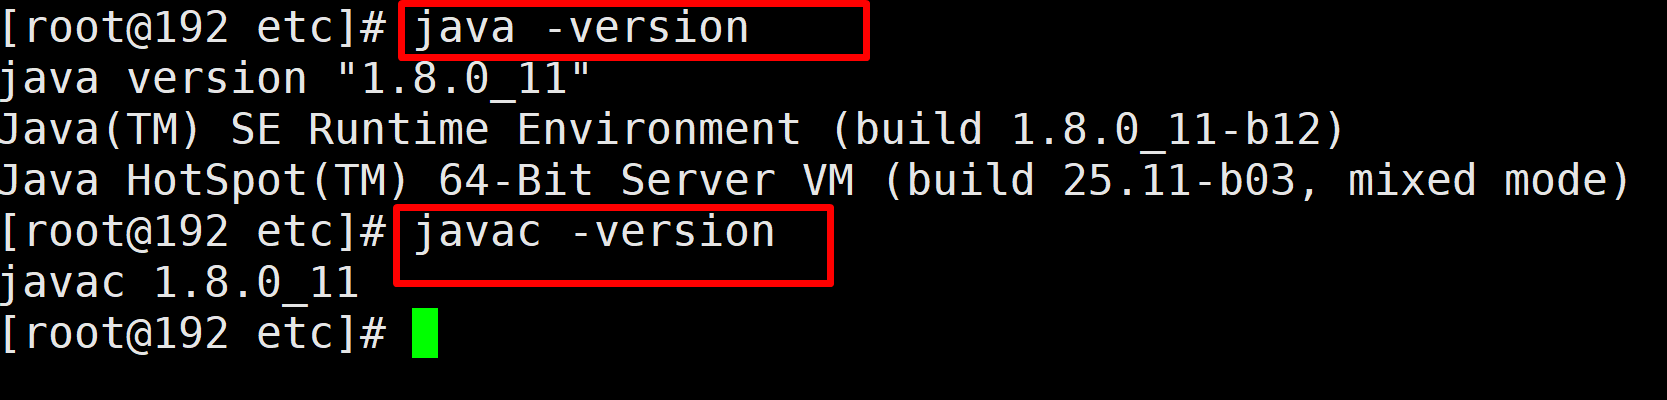 [root@192 etc]# java -version
java version "1.8.0_11"
Java(TM) SE Runtime Environment (build 1.8.0_11-b12)
Java HotSpot(TM) 64-Bit Server VM (build 25.11-b03, mixed mode)
[root@192 etc]# javac -version
javac 1.8.0_11
[root@192 etc]#